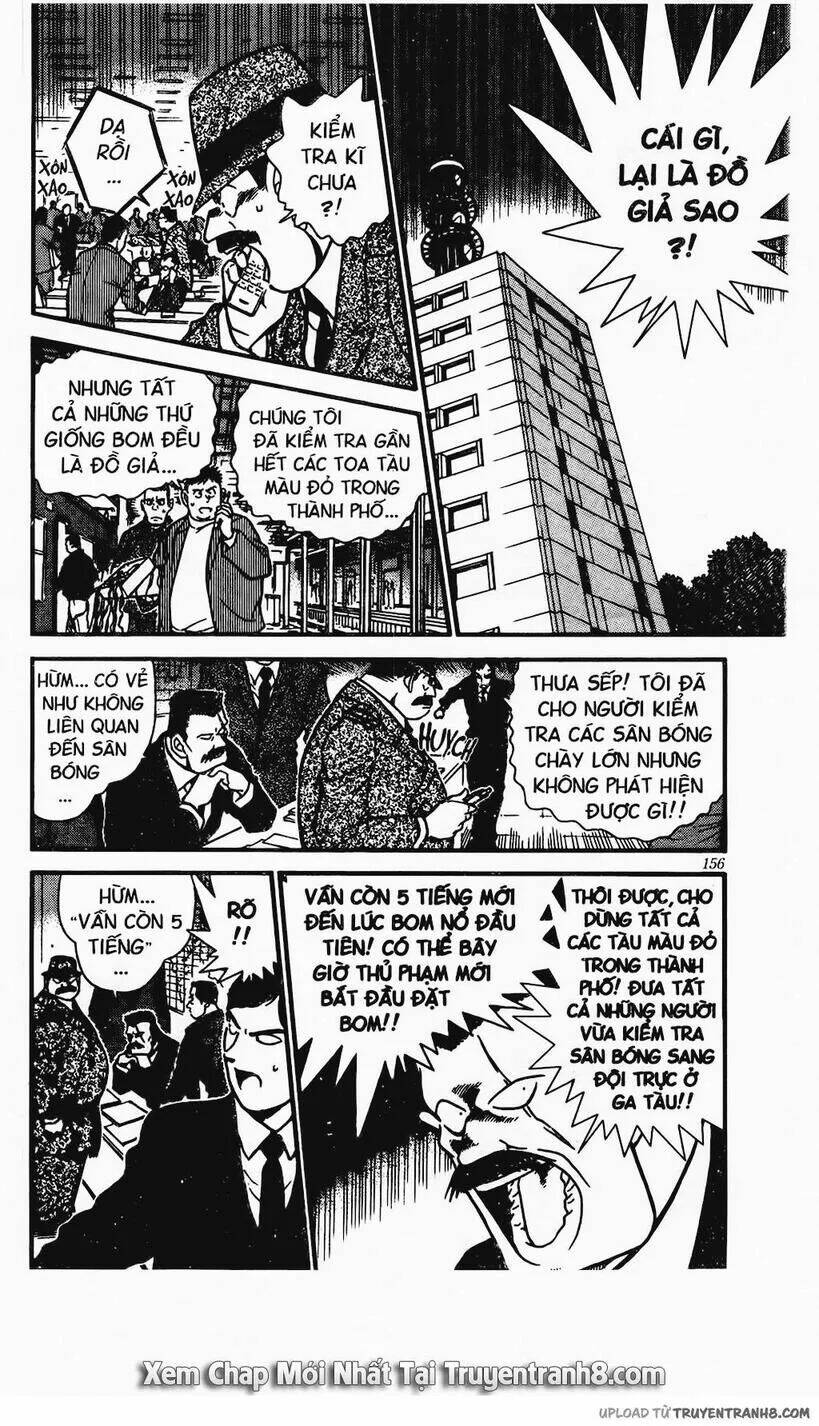 CÁI GÌ,
LẠI LÀ ĐỒ
GIẢ SAO
?!
KIỂM
TRA KĨ
CHƯA
?!
DẠ
RỒI
...
XÔN
XAO
XÔN
XAO
CHÚNG TÔI
ĐÃ KIỂM TRA GẦN
HẾT CÁC TOA TÀU
MÀU ĐỎ TRONG
THÀNH PHỐ...
NHƯNG TẤT
CẢ NHỮNG THỨ
GIỐNG BOM ĐỀU
LÀ ĐỒ GIẢ...
THƯA SẾP! TÔI ĐÃ
CHO NGƯỜI KIỂM
TRA CÁC SÂN BÓNG
CHÀY LỚN NHƯNG
KHÔNG PHÁT HIỆN
ĐƯỢC GÌ!!
HUỴCH
HỪM... CÓ VẺ
NHƯ KHÔNG
LIÊN QUAN
ĐẾN SÂN
BÓNG
...
156
THÔI ĐƯỢC, CHO
DỪNG TẤT CẢ
CÁC TÀU MÀU ĐỎ
TRONG THÀNH
PHỐ! ĐƯA TẤT
CẢ NHỮNG NGƯỜI
VỪA KIỂM TRA
SÂN BÓNG SANG
ĐỘI TRỰC Ở
GA TÀU!!
VẪN CÒN 5 TIẾNG MỚI
ĐẾN LÚC BOM NỔ ĐẦU
TIÊN! CÓ THỂ BÂY
GIỜ THỦ PHẠM MỚI
BẮT ĐẦU ĐẶT
BOM!!
RÕ
!!
HỪM...
"VẪN CÒN 5
TIẾNG"
...
Xem Chap Mới Nhất Tại Truyentranh8.com
UPLOAD TỪ TRUYENTRANH8.COM